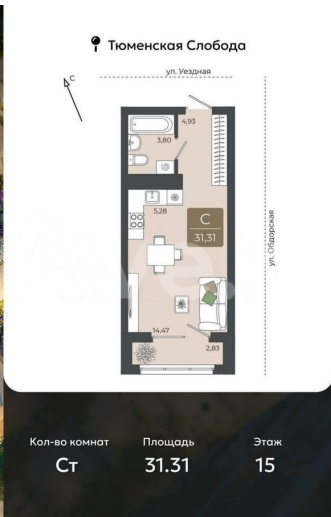 Тюменская Слобода
ул. Уездная
С
4,93
3,80
5,28
С
31,31
ул. Обдорская
14,47
2,83
Кол-во комнат Площадь Этаж
Ст 31.31 15